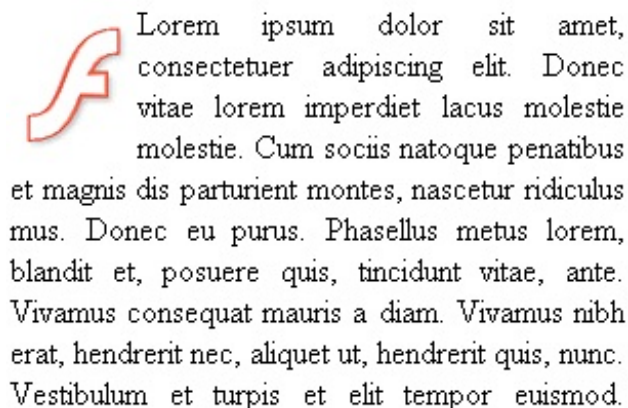 Lorem ipsum dolor sit amet,
consectetuer adipiscing elit. Donec
vitae lorem imperdiet lacus molestie
molestie. Cum sociis natoque penatibus
et magnis dis parturient montes, nascetur ridiculus
mus. Donec eu purus. Phasellus metus lorem,
blandit et, posuere quis, tincidunt vitae, ante.
Vivamus consequat mauris a diam. Vivamus nibh
erat, hendrerit nec, aliquet ut, hendrerit quis, nunc.
Vestibulum et turpis et elit tempor euismod.